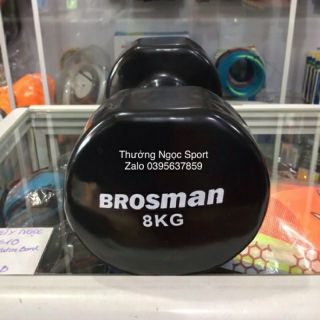 Thưởng Ngọc Sport
Zalo 0395637859
BROSman
8KG